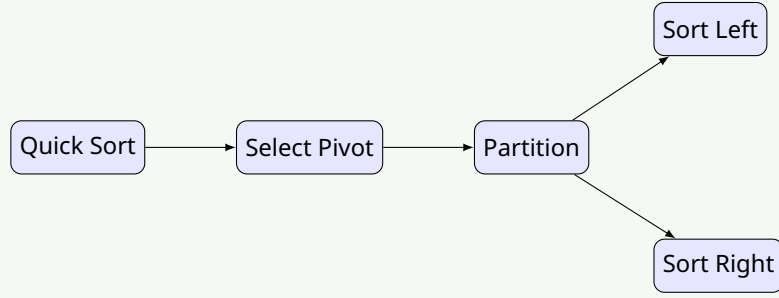 Quick Sort
Select Pivot
Partition
Sort Left
Sort Right